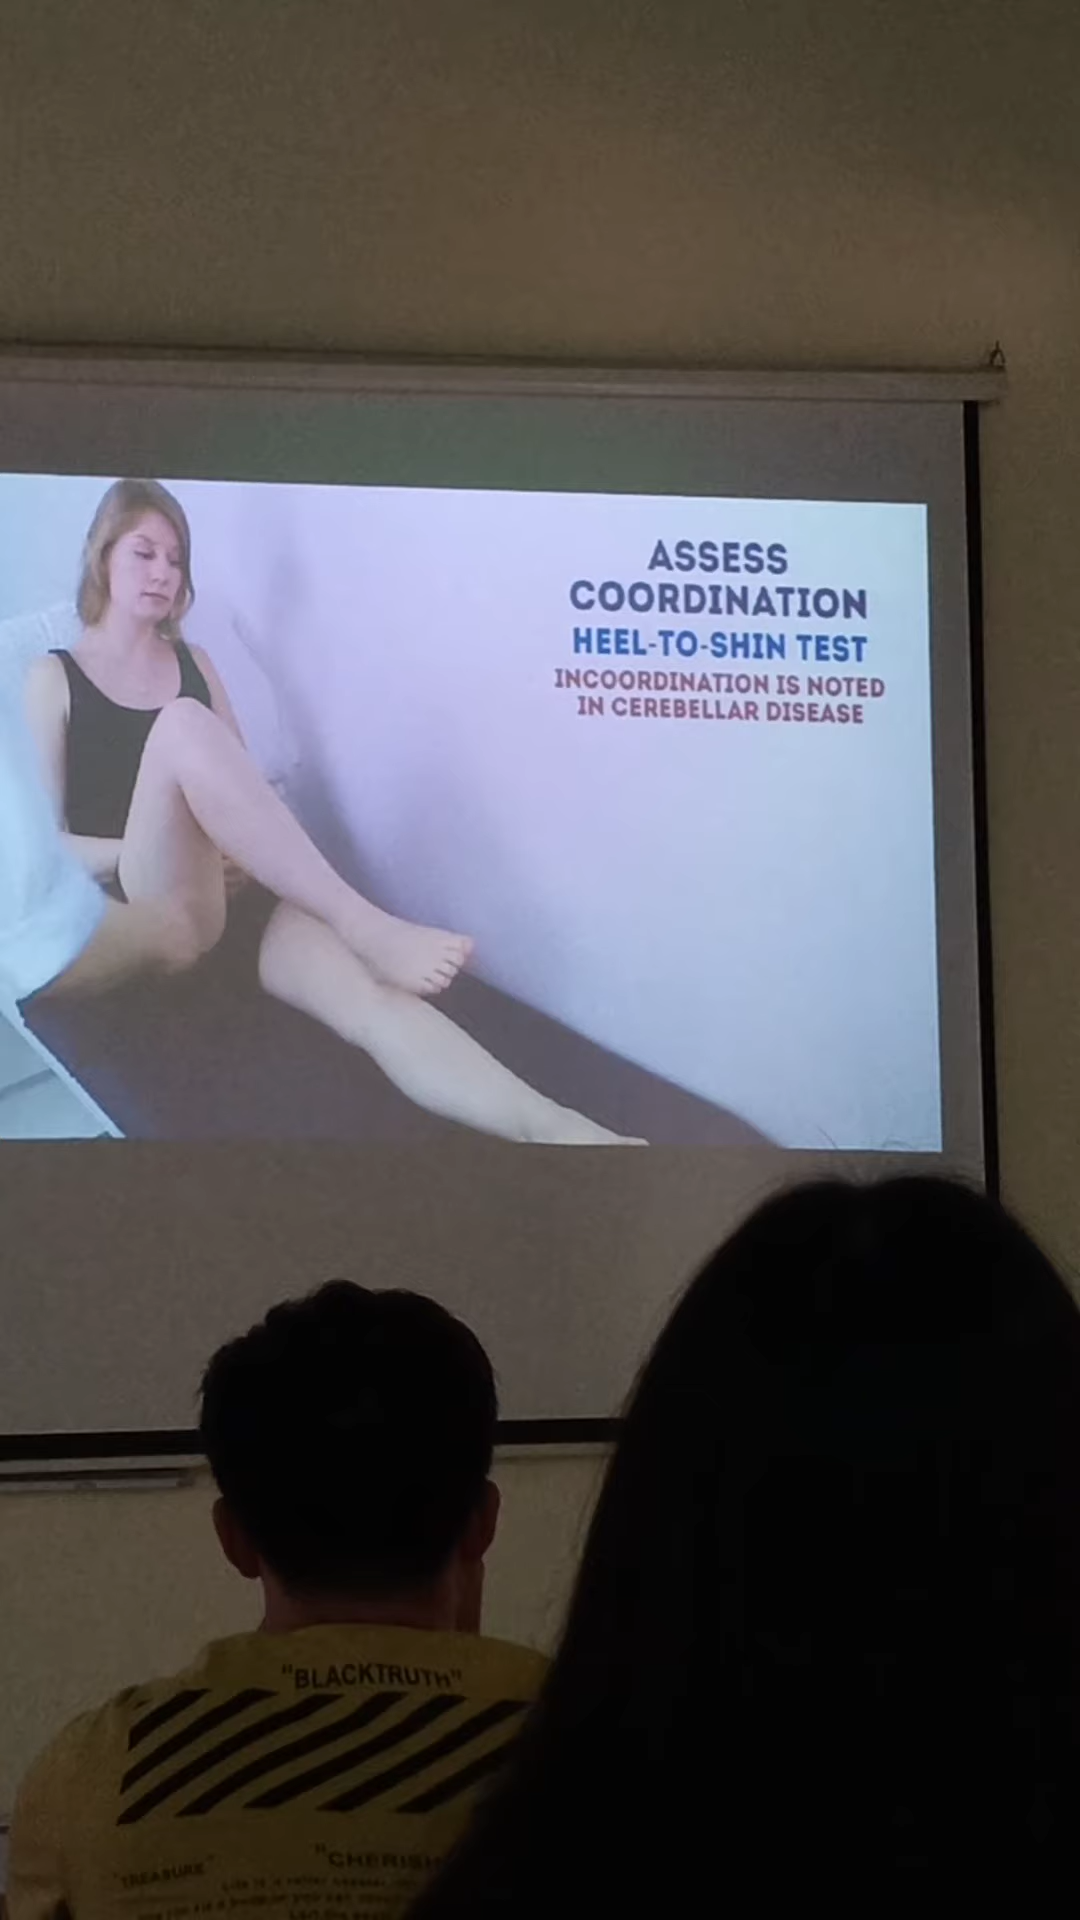 ASSESS
COORDINATION
HEEL-TO-SHIN TEST
INCOORDINATION IS NOTED
IN CEREBELLAR DISEASE
"BLACKTRUTH"
"CHERISH
"TREASURE"